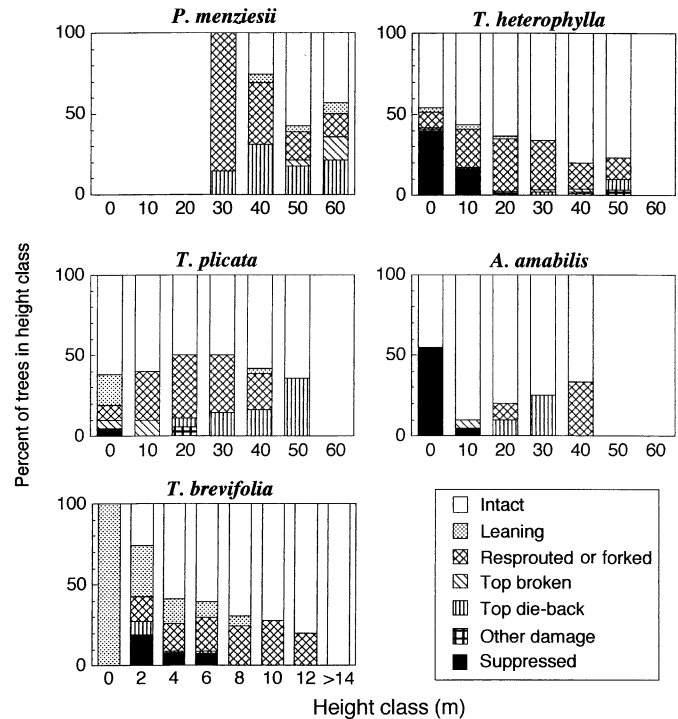 P. menziesii
T. heterophylla
100
50
0
0 10 20 30 40 50 60
100
50
0
0 10 20 30 40 50 60
T. plicata
A. amabilis
100
50
0
0 10 20 30 40 50 60
100
50
0
0 10 20 30 40 50 60
Percent of trees in height class
T. brevifolia
100
50
0
0 2 4 6 8 10 12 >14
Height class (m)
Intact
Leaning
Resprouted or forked
Top broken
Top die-back
Other damage
Suppressed